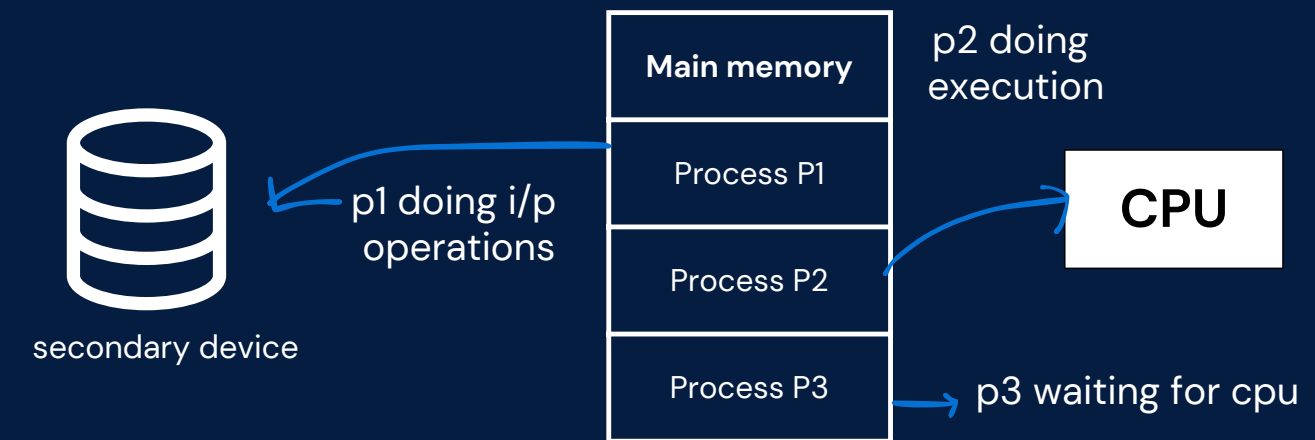 Main memory
Process P1
Process P2
Process P3
p1 doing i/p
operations
secondary device
p2 doing
execution
CPU
p3 waiting for cpu